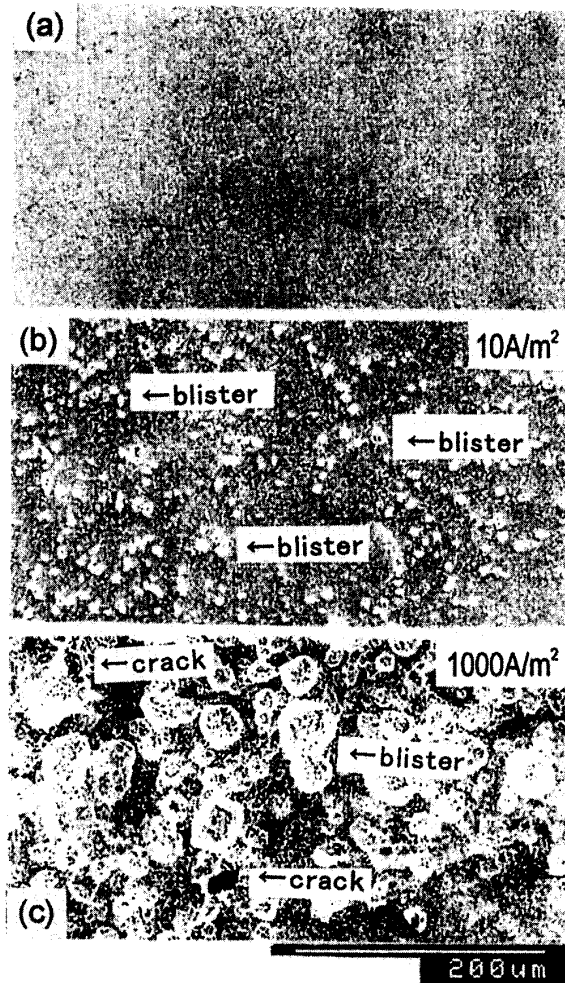 (a)
(b)
10A/m²
←blister
←blister
←blister
←crack
1000A/m²
←blister
←crack
(c)
200um